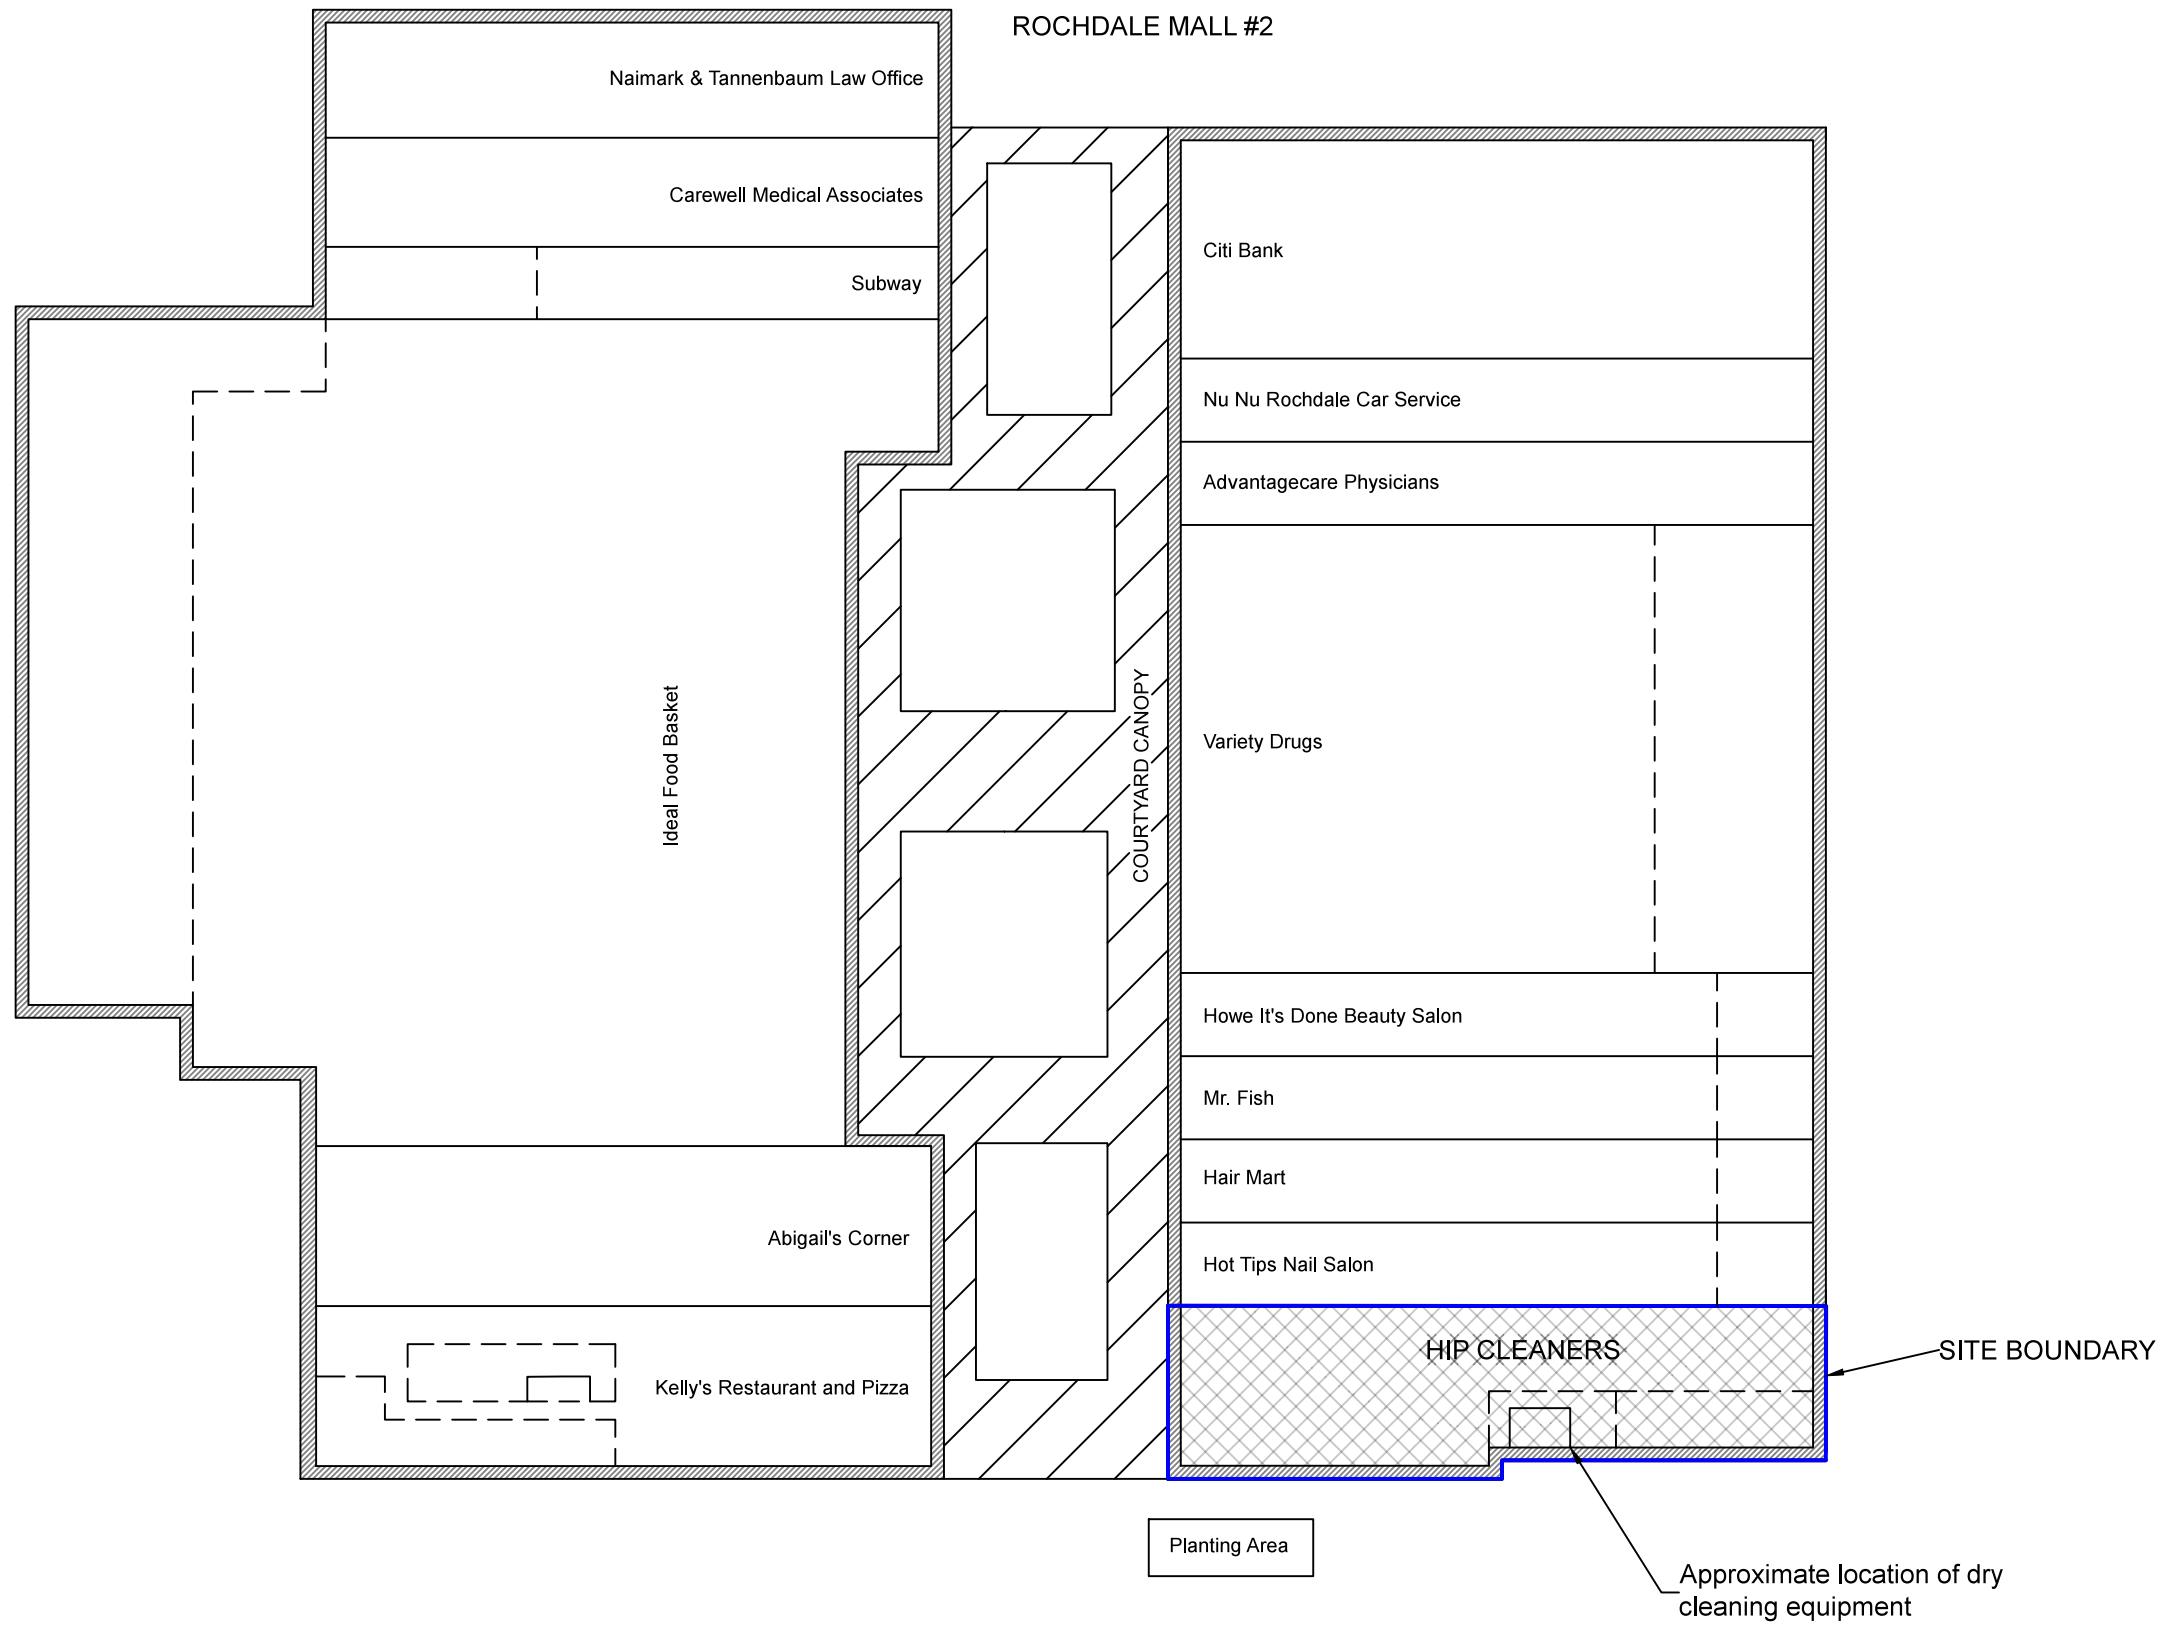 ROCHDALE MALL #2
Naimark & Tannenbaum Law Office
Carewell Medical Associates
Subway
Ideal Food Basket
Abigail's Corner
Kelly's Restaurant and Pizza
COURTYARD CANOPY
Citi Bank
Nu Nu Rochdale Car Service
Advantagecare Physicians
Variety Drugs
Howe It's Done Beauty Salon
Mr. Fish
Hair Mart
Hot Tips Nail Salon
HIP CLEANERS
SITE BOUNDARY
Planting Area
Approximate location of dry
cleaning equipment